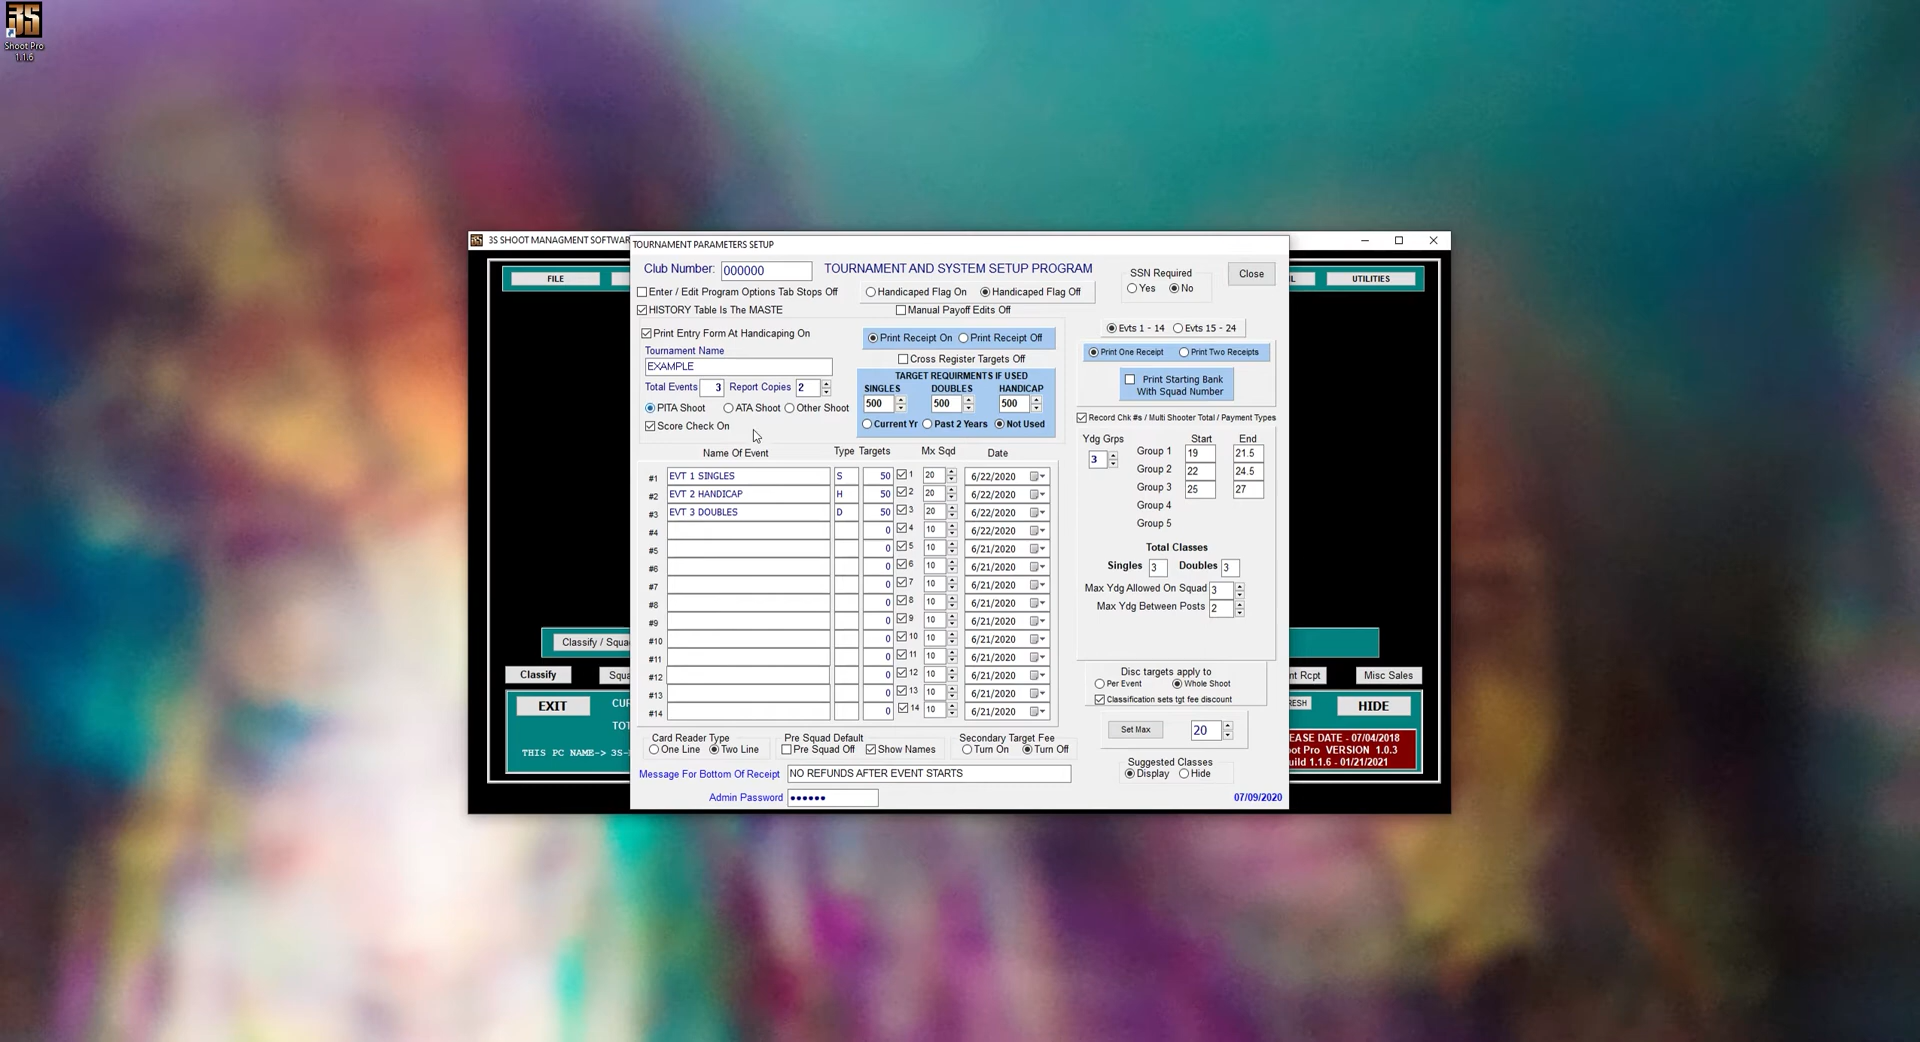 3S
Shoot Pro
1.1.6
3S SHOOT MANAGMENT SOFTWAR
TOURNAMENT PARAMETERS SETUP
FILE
UTILITIES
Club Number: 000000
TOURNAMENT AND SYSTEM SETUP PROGRAM
SSN Required
Yes No
Close
Enter / Edit Program Options Tab Stops Off
Handicaped Flag On Handicaped Flag Off
HISTORY Table Is The MASTE
Manual Payoff Edits Off
Print Entry Form At Handicaping On
Print Receipt On Print Receipt Off
Evts 1 - 14 Evts 15 - 24
Tournament Name
EXAMPLE
Cross Register Targets Off
Print One Receipt Print Two Receipts
Total Events 3 Report Copies 2
TARGET REQUIRMENTS IF USED
SINGLES DOUBLES HANDICAP
500 500 500
Print Starting Bank
With Squad Number
PITA Shoot ATA Shoot Other Shoot
Current Yr Past 2 Years Not Used
Score Check On
Record Chk #s / Multi Shooter Total / Payment Types
Name Of Event Type Targets Mx Sqd Date
#1 EVT 1 SINGLES S 50 1 20 6/22/2020
#2 EVT 2 HANDICAP H 50 2 20 6/22/2020
#3 EVT 3 DOUBLES D 50 3 20 6/22/2020
#4 0 4 10 6/22/2020
#5 0 5 10 6/21/2020
#6 0 6 10 6/21/2020
#7 0 7 10 6/21/2020
#8 0 8 10 6/21/2020
#9 0 9 10 6/21/2020
#10 0 10 10 6/21/2020
#11 0 11 10 6/21/2020
#12 0 12 10 6/21/2020
#13 0 13 10 6/21/2020
#14 0 14 10 6/21/2020
Ydg Grps Start End
3
Group 1 19 21.5
Group 2 22 24.5
Group 3 25 27
Group 4
Group 5
Total Classes
Singles 3 Doubles 3
Max Ydg Allowed On Squad 3
Max Ydg Between Posts 2
Disc targets apply to
Per Event Whole Shoot
Classification sets tgt fee discount
Set Max 20
Suggested Classes
Display Hide
Card Reader Type
One Line Two Line
Pre Squad Default
Pre Squad Off Show Names
Secondary Target Fee
Turn On Turn Off
Message For Bottom Of Receipt NO REFUNDS AFTER EVENT STARTS
Admin Password ●●●●●●
07/09/2020
Classify / Squa
Classify
Squa
nt Rcpt
Misc Sales
EXIT
CUR
TOT
THIS PC NAME-> 3S-
RESH
HIDE
EASE DATE - 07/04/2018
oot Pro VERSION 1.0.3
uild 1.1.6 - 01/21/2021